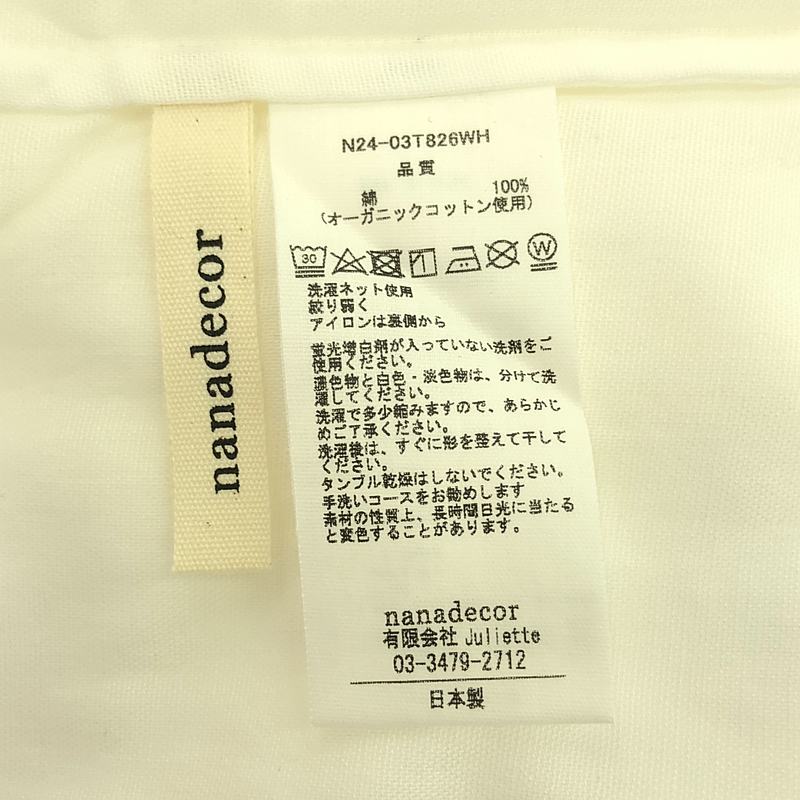 nanadecor
N24-03T826WH
品質
綿 100%
(オーガニックコットン使用)
30
W
洗濯ネット使用
絞り弱く
アイロンは裏側から
蛍光増白剤が入っていない洗剤をご
使用ください。
濃色物と白色・淡色物は、分けて洗
濯してください。
洗濯で多少縮みますので、あらかじ
めご了承ください。
洗濯後は、すぐに形を整えて干して
ください。
タンブル乾燥はしないでください。
手洗いコースをお勧めします
素材の性質上、長時間日光に当たる
と変色することがあります。
nanadecor
有限会社 Juliette
03-3479-2712
日本製